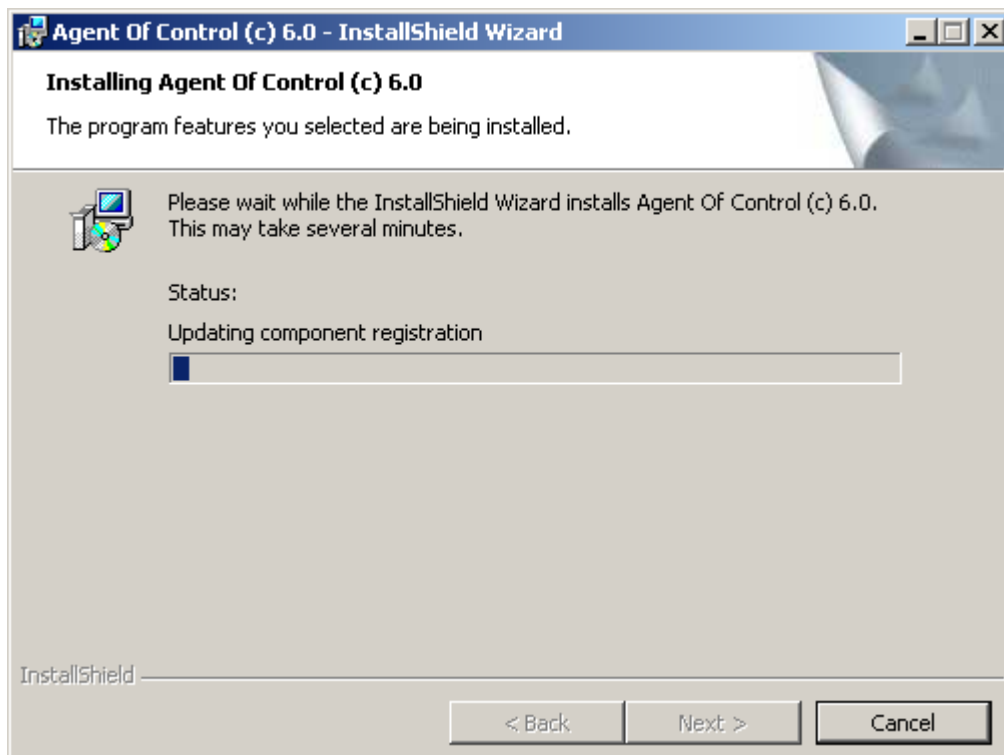 Agent Of Control (c) 6.0 - InstallShield Wizard
Installing Agent Of Control (c) 6.0
The program features you selected are being installed.
Please wait while the InstallShield Wizard installs Agent Of Control (c) 6.0.
This may take several minutes.
Status:
Updating component registration
InstallShield
< Back
Next >
Cancel